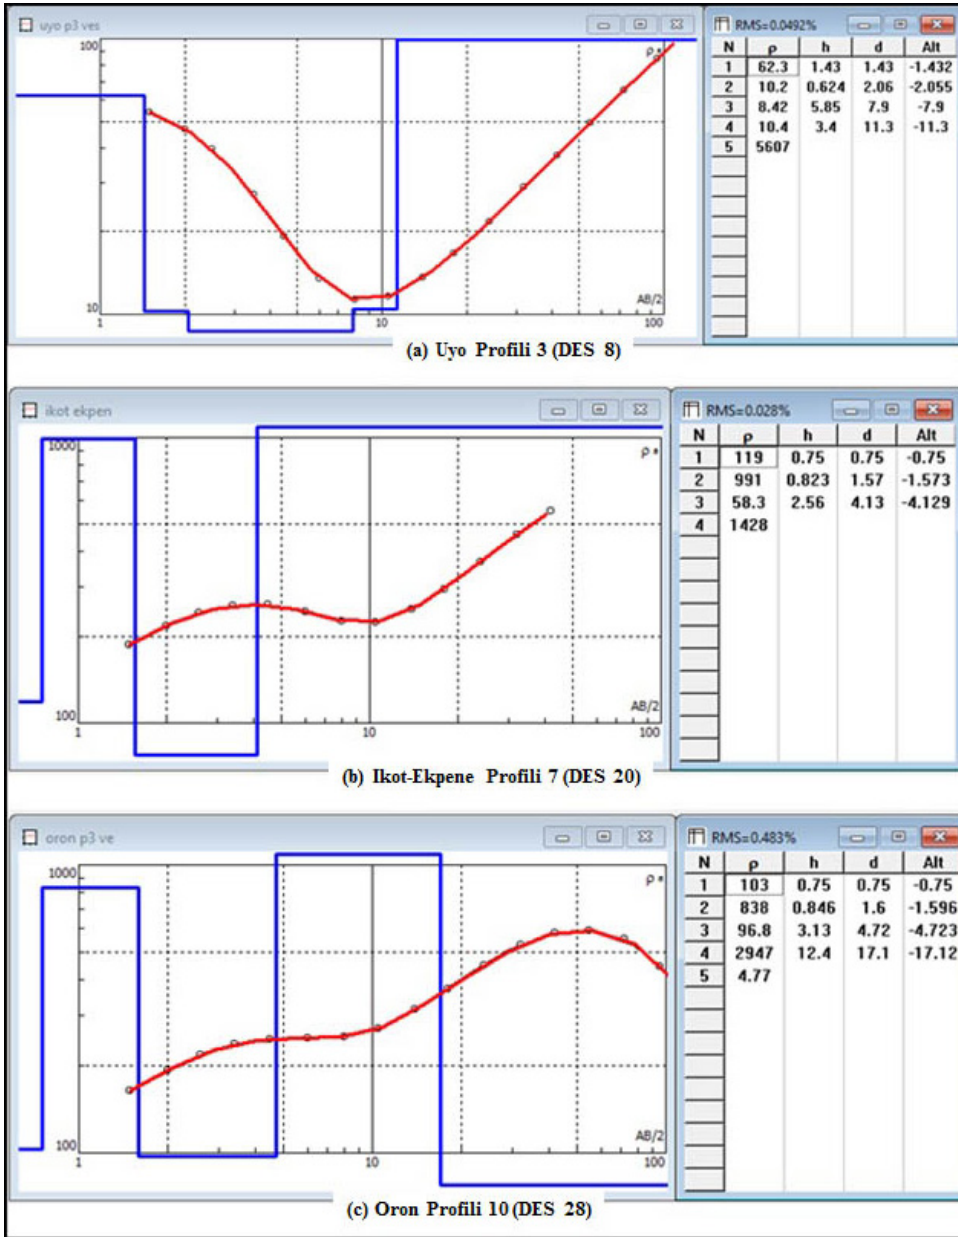 uyo p3 ves
RMS=0.0492%
100
ρ a
10
1
10
100
AB/2
N ρ h d Alt
1 62.3 1.43 1.43 -1.432
2 10.2 0.624 2.06 -2.055
3 8.42 5.85 7.9 -7.9
4 10.4 3.4 11.3 -11.3
5 5607
(a) Uyo Profili 3 (DES 8)
ikot ekpen
RMS=0.028%
1000
ρ a
100
1
10
AB/2
N ρ h d Alt
1 119 0.75 0.75 -0.75
2 991 0.823 1.57 -1.573
3 58.3 2.56 4.13 -4.129
4 1428
(b) Ikot-Ekpene Profili 7 (DES 20)
oron p3 ve
RMS=0.483%
1000
ρ a
100
1
10
100
AB/2
N ρ h d Alt
1 103 0.75 0.75 -0.75
2 838 0.846 1.6 -1.596
3 96.8 3.13 4.72 -4.723
4 2947 12.4 17.1 -17.12
5 4.77
(c) Oron Profili 10 (DES 28)